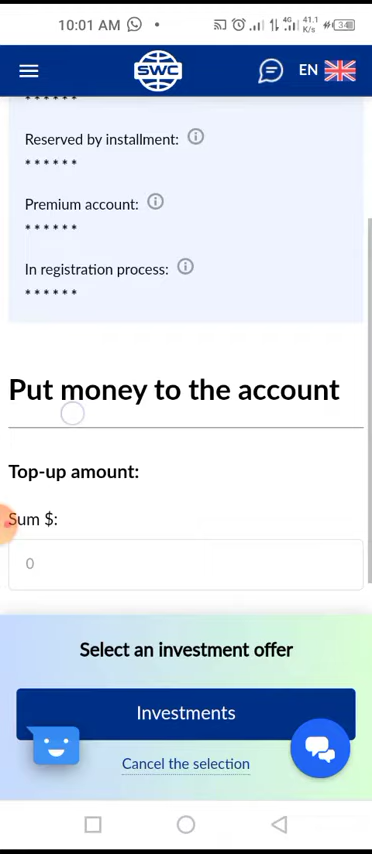 10:01 AM
4G
41.1
K/s
34
SWC
EN
******
Reserved by installment:
******
Premium account:
******
In registration process:
******
Put money to the account
Top-up amount:
Sum $:
0
Select an investment offer
Investments
Cancel the selection